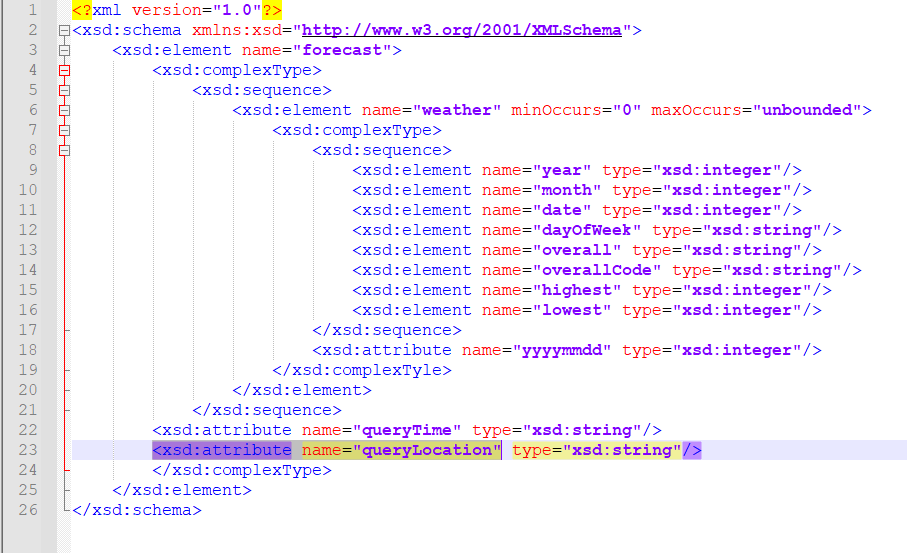 1 <?xml version="1.0"?>
2 <xsd:schema xmlns:xsd="http://www.w3.org/2001/XMLSchema">
3 <xsd:element name="forecast">
4 <xsd:complexType>
5 <xsd:sequence>
6 <xsd:element name="weather" minOccurs="0" maxOccurs="unbounded">
7 <xsd:complexType>
8 <xsd:sequence>
9 <xsd:element name="year" type="xsd:integer"/>
10 <xsd:element name="month" type="xsd:integer"/>
11 <xsd:element name="date" type="xsd:integer"/>
12 <xsd:element name="dayOfWeek" type="xsd:string"/>
13 <xsd:element name="overall" type="xsd:string"/>
14 <xsd:element name="overallCode" type="xsd:string"/>
15 <xsd:element name="highest" type="xsd:integer"/>
16 <xsd:element name="lowest" type="xsd:integer"/>
17 </xsd:sequence>
18 <xsd:attribute name="yyyymmdd" type="xsd:integer"/>
19 </xsd:complexTyle>
20 </xsd:element>
21 </xsd:sequence>
22 <xsd:attribute name="queryTime" type="xsd:string"/>
23 <xsd:attribute name="queryLocation" type="xsd:string"/>
24 </xsd:complexType>
25 </xsd:element>
26 </xsd:schema>